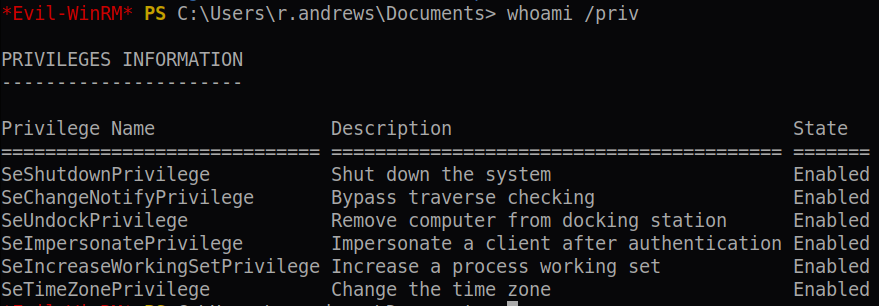 *Evil-WinRM* PS C:\Users\r.andrews\Documents> whoami /priv
PRIVILEGES INFORMATION
----------------------
Privilege Name                Description                               State
============================= ========================================= =======
SeShutdownPrivilege           Shut down the system                      Enabled
SeChangeNotifyPrivilege       Bypass traverse checking                  Enabled
SeUndockPrivilege             Remove computer from docking station      Enabled
SeImpersonatePrivilege        Impersonate a client after authentication Enabled
SeIncreaseWorkingSetPrivilege Increase a process working set            Enabled
SeTimeZonePrivilege           Change the time zone                      Enabled